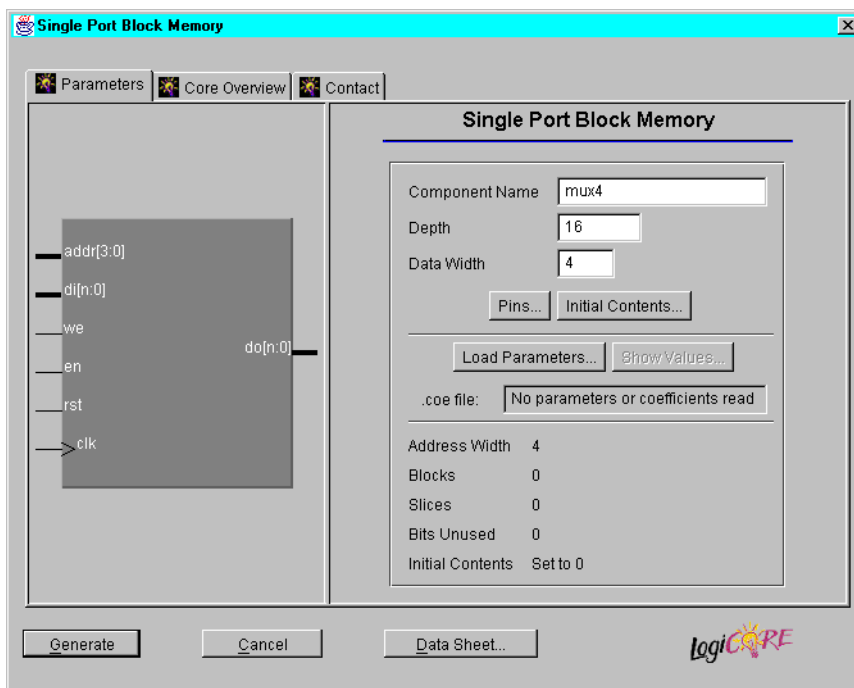 Single Port Block Memory
Parameters Core Overview Contact
Single Port Block Memory
Component Name mux4
Depth 16
Data Width 4
Pins... Initial Contents...
Load Parameters... Show Values...
.coe file: No parameters or coefficients read
Address Width 4
Blocks 0
Slices 0
Bits Unused 0
Initial Contents Set to 0
addr[3:0]
di[n:0]
we
do[n:0]
en
rst
clk
Generate Cancel Data Sheet... LogiCORE